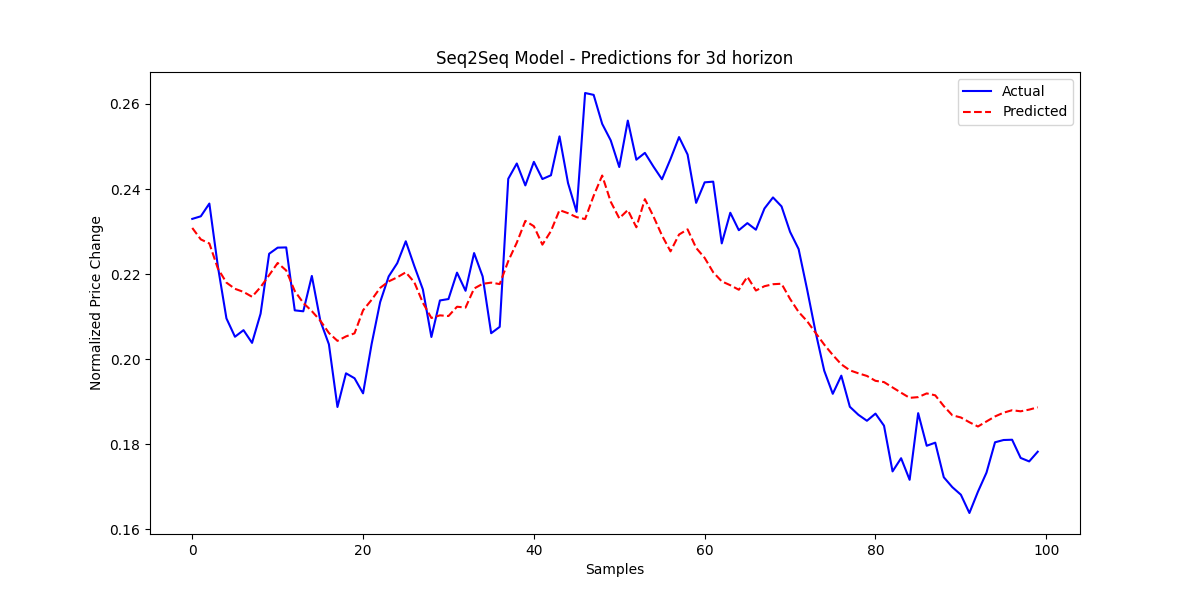 Seq2Seq Model - Predictions for 3d horizon
Actual
Predicted
Normalized Price Change
0.26
0.24
0.22
0.20
0.18
0.16
0 20 40 60 80 100
Samples